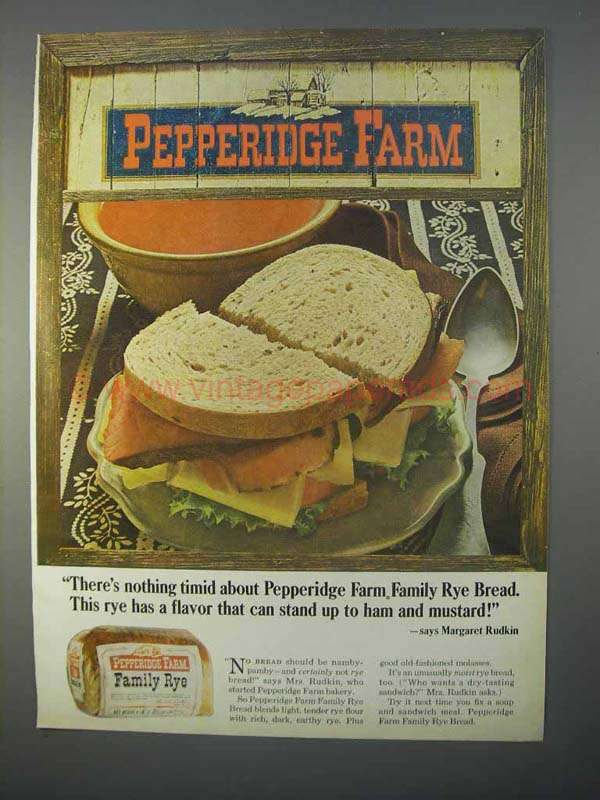 PEPPERIDGE FARM
www.vintagepaperads.com
"There's nothing timid about Pepperidge Farm Family Rye Bread.
This rye has a flavor that can stand up to ham and mustard!"
—says Margaret Rudkin
PEPPERIDGE FARM
Family Rye
"NO BREAD should be namby-
pamby—and certainly not rye
bread!" says Mrs. Rudkin, who
started Pepperidge Farm bakery.
So Pepperidge Farm Family Rye
Bread blends light, tender rye flour
with rich, dark, earthy rye. Plus
good old-fashioned molasses.
It's an unusually moist rye bread,
too. ("Who wants a dry-tasting
sandwich?" Mrs. Rudkin asks.)
Try it next time you fix a soup
and sandwich meal. Pepperidge
Farm Family Rye Bread.